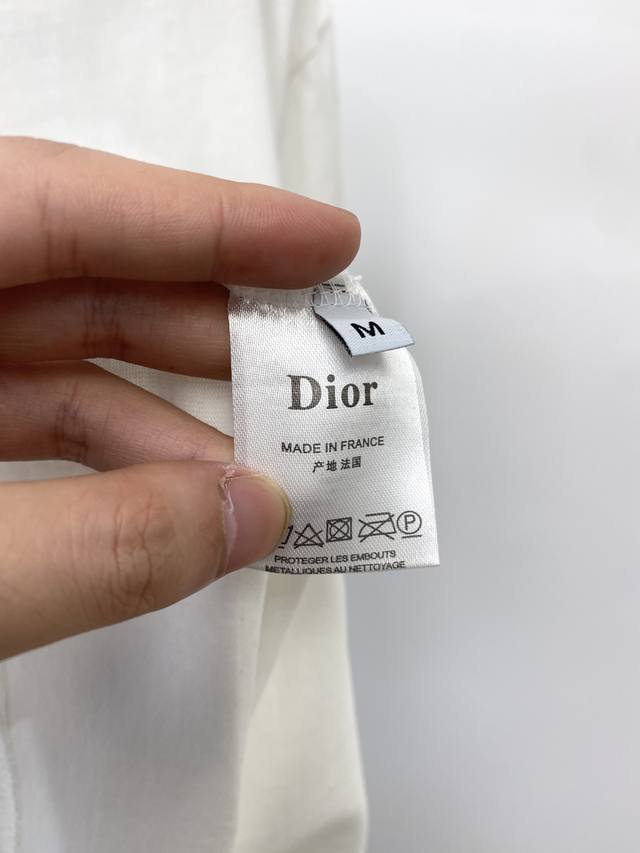 M
Dior
MADE IN FRANCE
产地 法国
P
PROTEGER LES EMBOUTS
METALLIQUES AU NETTOYAGE